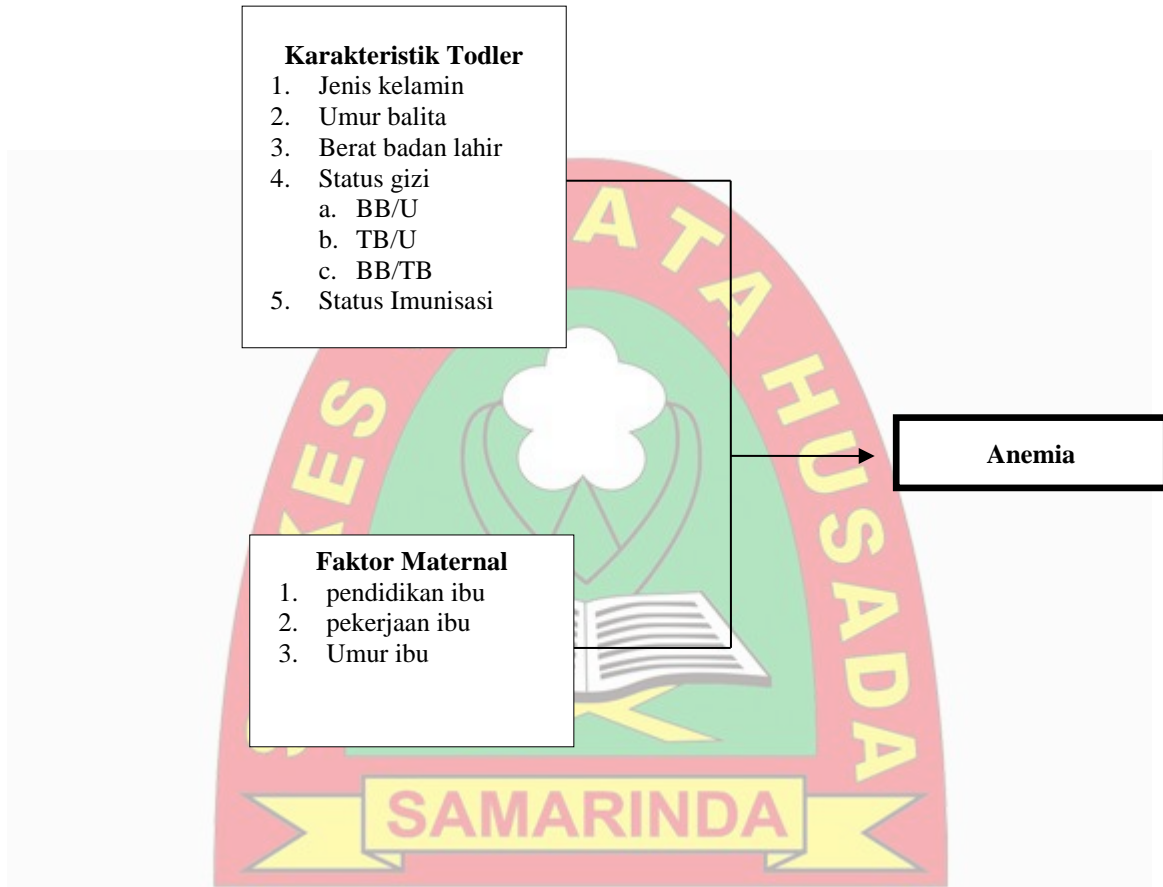 Karakteristik Todler
1. Jenis kelamin
2. Umur balita
3. Berat badan lahir
4. Status gizi
a. BB/U
b. TB/U
c. BB/TB
5. Status Imunisasi
Anemia
Faktor Maternal
1. pendidikan ibu
2. pekerjaan ibu
3. Umur ibu
HUSADA
SAMARINDA